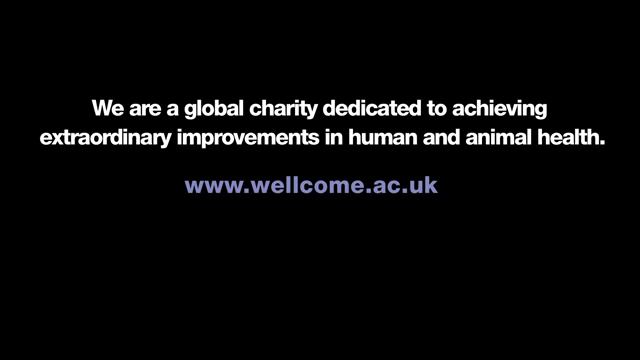 We are a global charity dedicated to achieving
extraordinary improvements in human and animal health.
www.wellcome.ac.uk